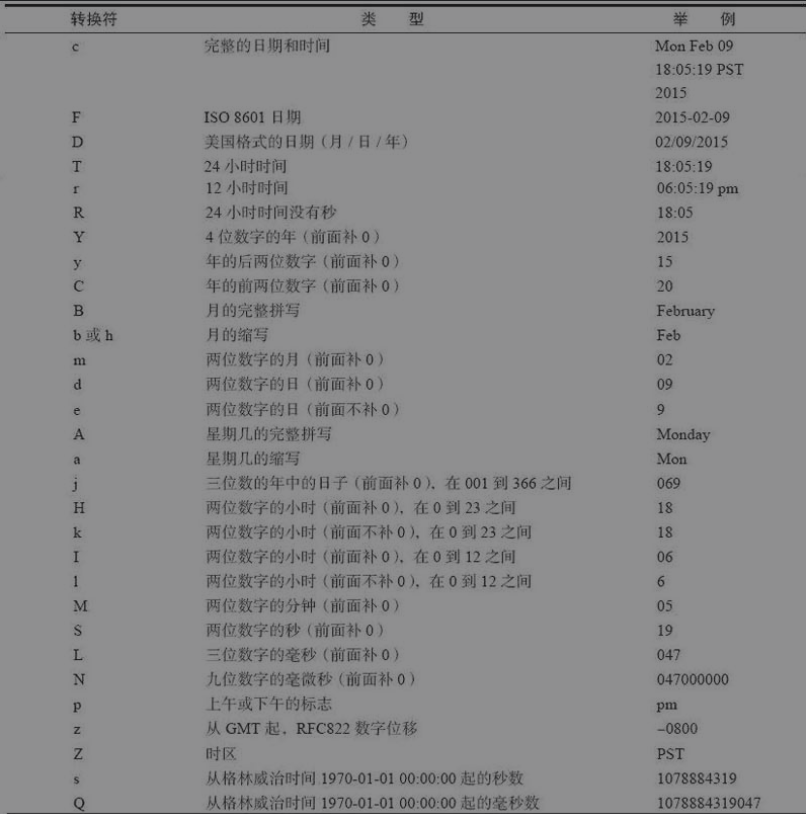 转换符 类 型 举 例
c 完整的日期和时间 Mon Feb 09
18:05:19 PST
2015
F ISO 8601 日期 2015-02-09
D 美国格式的日期（月 / 日 / 年） 02/09/2015
T 24 小时时间 18:05:19
r 12 小时时间 06:05:19 pm
R 24 小时时间没有秒 18:05
Y 4 位数字的年（前面补 0） 2015
y 年的后两位数字（前面补 0） 15
C 年的前两位数字（前面补 0） 20
B 月的完整拼写 February
b 或 h 月的缩写 Feb
m 两位数字的月（前面补 0） 02
d 两位数字的日（前面补 0） 09
e 两位数字的日（前面不补 0） 9
A 星期几的完整拼写 Monday
a 星期几的缩写 Mon
j 三位数的年中的日子（前面补 0），在 001 到 366 之间 069
H 两位数字的小时（前面补 0），在 0 到 23 之间 18
k 两位数字的小时（前面不补 0），在 0 到 23 之间 18
I 两位数字的小时（前面补 0），在 0 到 12 之间 06
l 两位数字的小时（前面不补 0），在 0 到 12 之间 6
M 两位数字的分钟（前面补 0） 05
S 两位数字的秒（前面补 0） 19
L 三位数字的毫秒（前面补 0） 047
N 九位数字的毫微秒（前面补 0） 047000000
p 上午或下午的标志 pm
z 从 GMT 起，RFC822 数字位移 –0800
Z 时区 PST
s 从格林威治时间 1970-01-01 00:00:00 起的秒数 1078884319
Q 从格林威治时间 1970-01-01 00:00:00 起的毫秒数 1078884319047